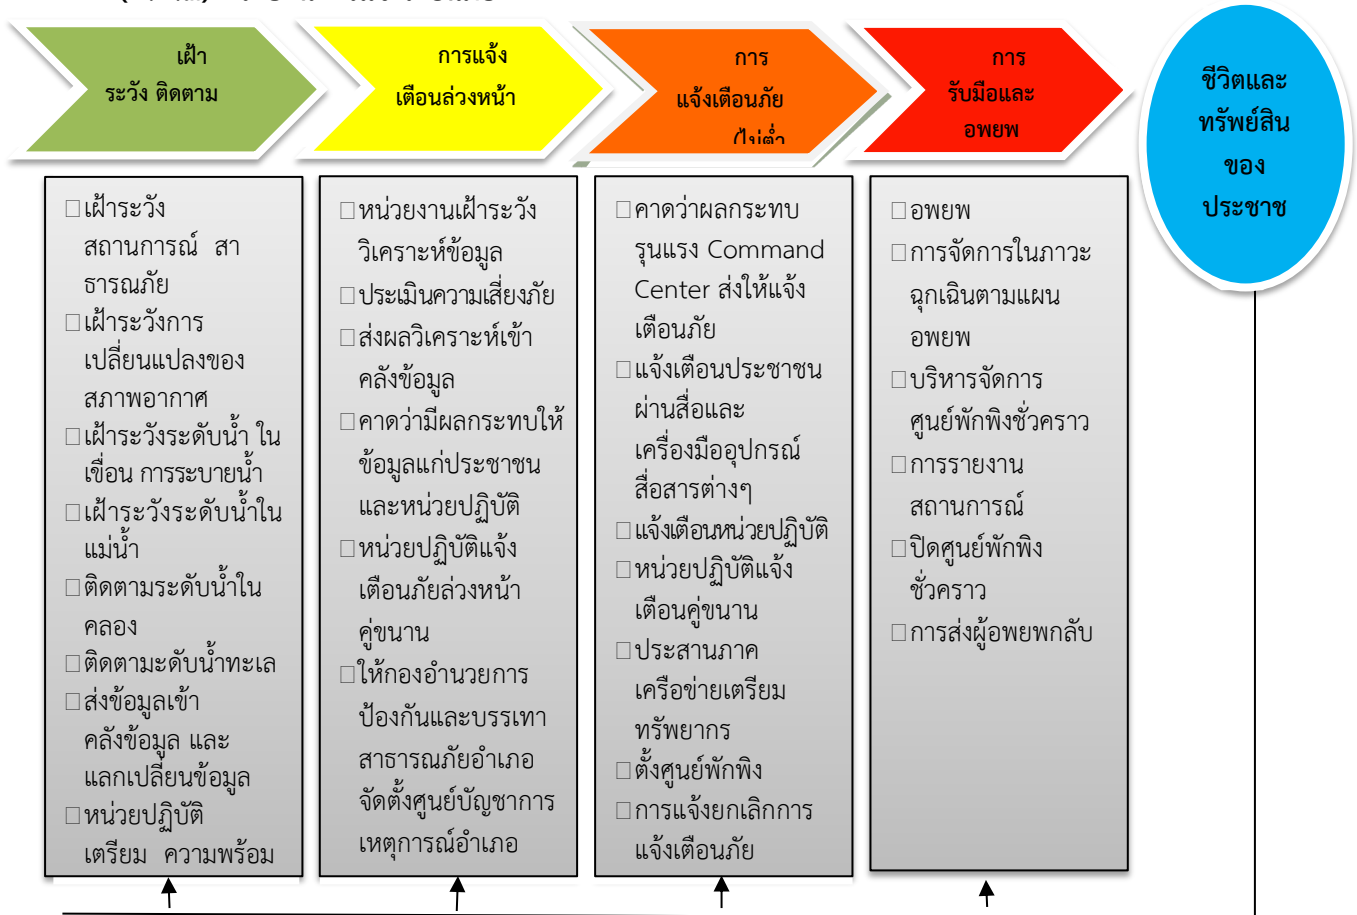 เฝ้า
ระวัง ติดตาม
การแจ้ง
เตือนล่วงหน้า
การ
แจ้งเตือนภัย
(ไม่ต่ำ
การ
รับมือและ
อพยพ
ชีวิตและ
ทรัพย์สิน
ของ
ประชาช
เฝ้าระวัง
สถานการณ์ สา
ธารณภัย
เฝ้าระวังการ
เปลี่ยนแปลงของ
สภาพอากาศ
เฝ้าระวังระดับน้ำ ใน
เขื่อน การระบายน้ำ
เฝ้าระวังระดับน้ำใน
แม่น้ำ
ติดตามระดับน้ำใน
คลอง
ติดตามะดับน้ำทะเล
ส่งข้อมูลเข้า
คลังข้อมูล และ
แลกเปลี่ยนข้อมูล
หน่วยปฏิบัติ
เตรียม ความพร้อม
หน่วยงานเฝ้าระวัง
วิเคราะห์ข้อมูล
ประเมินความเสี่ยงภัย
ส่งผลวิเคราะห์เข้า
คลังข้อมูล
คาดว่ามีผลกระทบให้
ข้อมูลแก่ประชาชน
และหน่วยปฏิบัติ
หน่วยปฏิบัติแจ้ง
เตือนภัยล่วงหน้า
คู่ขนาน
ให้กองอำนวยการ
ป้องกันและบรรเทา
สาธารณภัยอำเภอ
จัดตั้งศูนย์บัญชาการ
เหตุการณ์อำเภอ
คาดว่าผลกระทบ
รุนแรง Command
Center ส่งให้แจ้ง
เตือนภัย
แจ้งเตือนประชาชน
ผ่านสื่อและ
เครื่องมืออุปกรณ์
สื่อสารต่างๆ
แจ้งเตือนหน่วยปฏิบัติ
หน่วยปฏิบัติแจ้ง
เตือนคู่ขนาน
ประสานภาค
เครือข่ายเตรียม
ทรัพยากร
ตั้งศูนย์พักพิง
การแจ้งยกเลิกการ
แจ้งเตือนภัย
อพยพ
การจัดการในภาวะ
ฉุกเฉินตามแผน
อพยพ
บริหารจัดการ
ศูนย์พักพิงชั่วคราว
การรายงาน
สถานการณ์
ปิดศูนย์พักพิง
ชั่วคราว
การส่งผู้อพยพกลับ